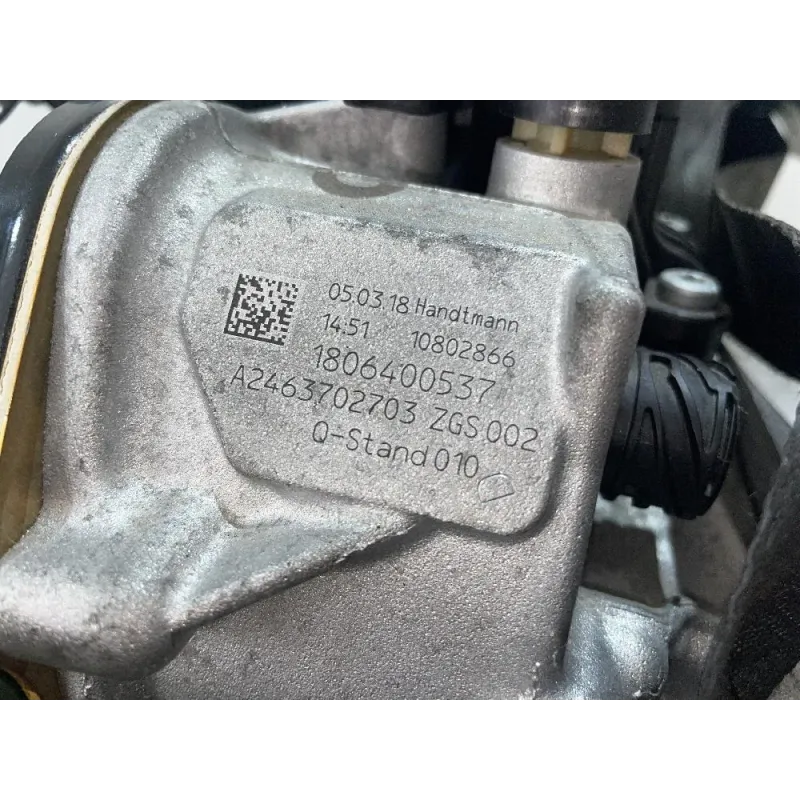 05.03.18 Handtmann
14:51 10802866
1806400537
A2463702703 ZGS 002
Q-Stand 010